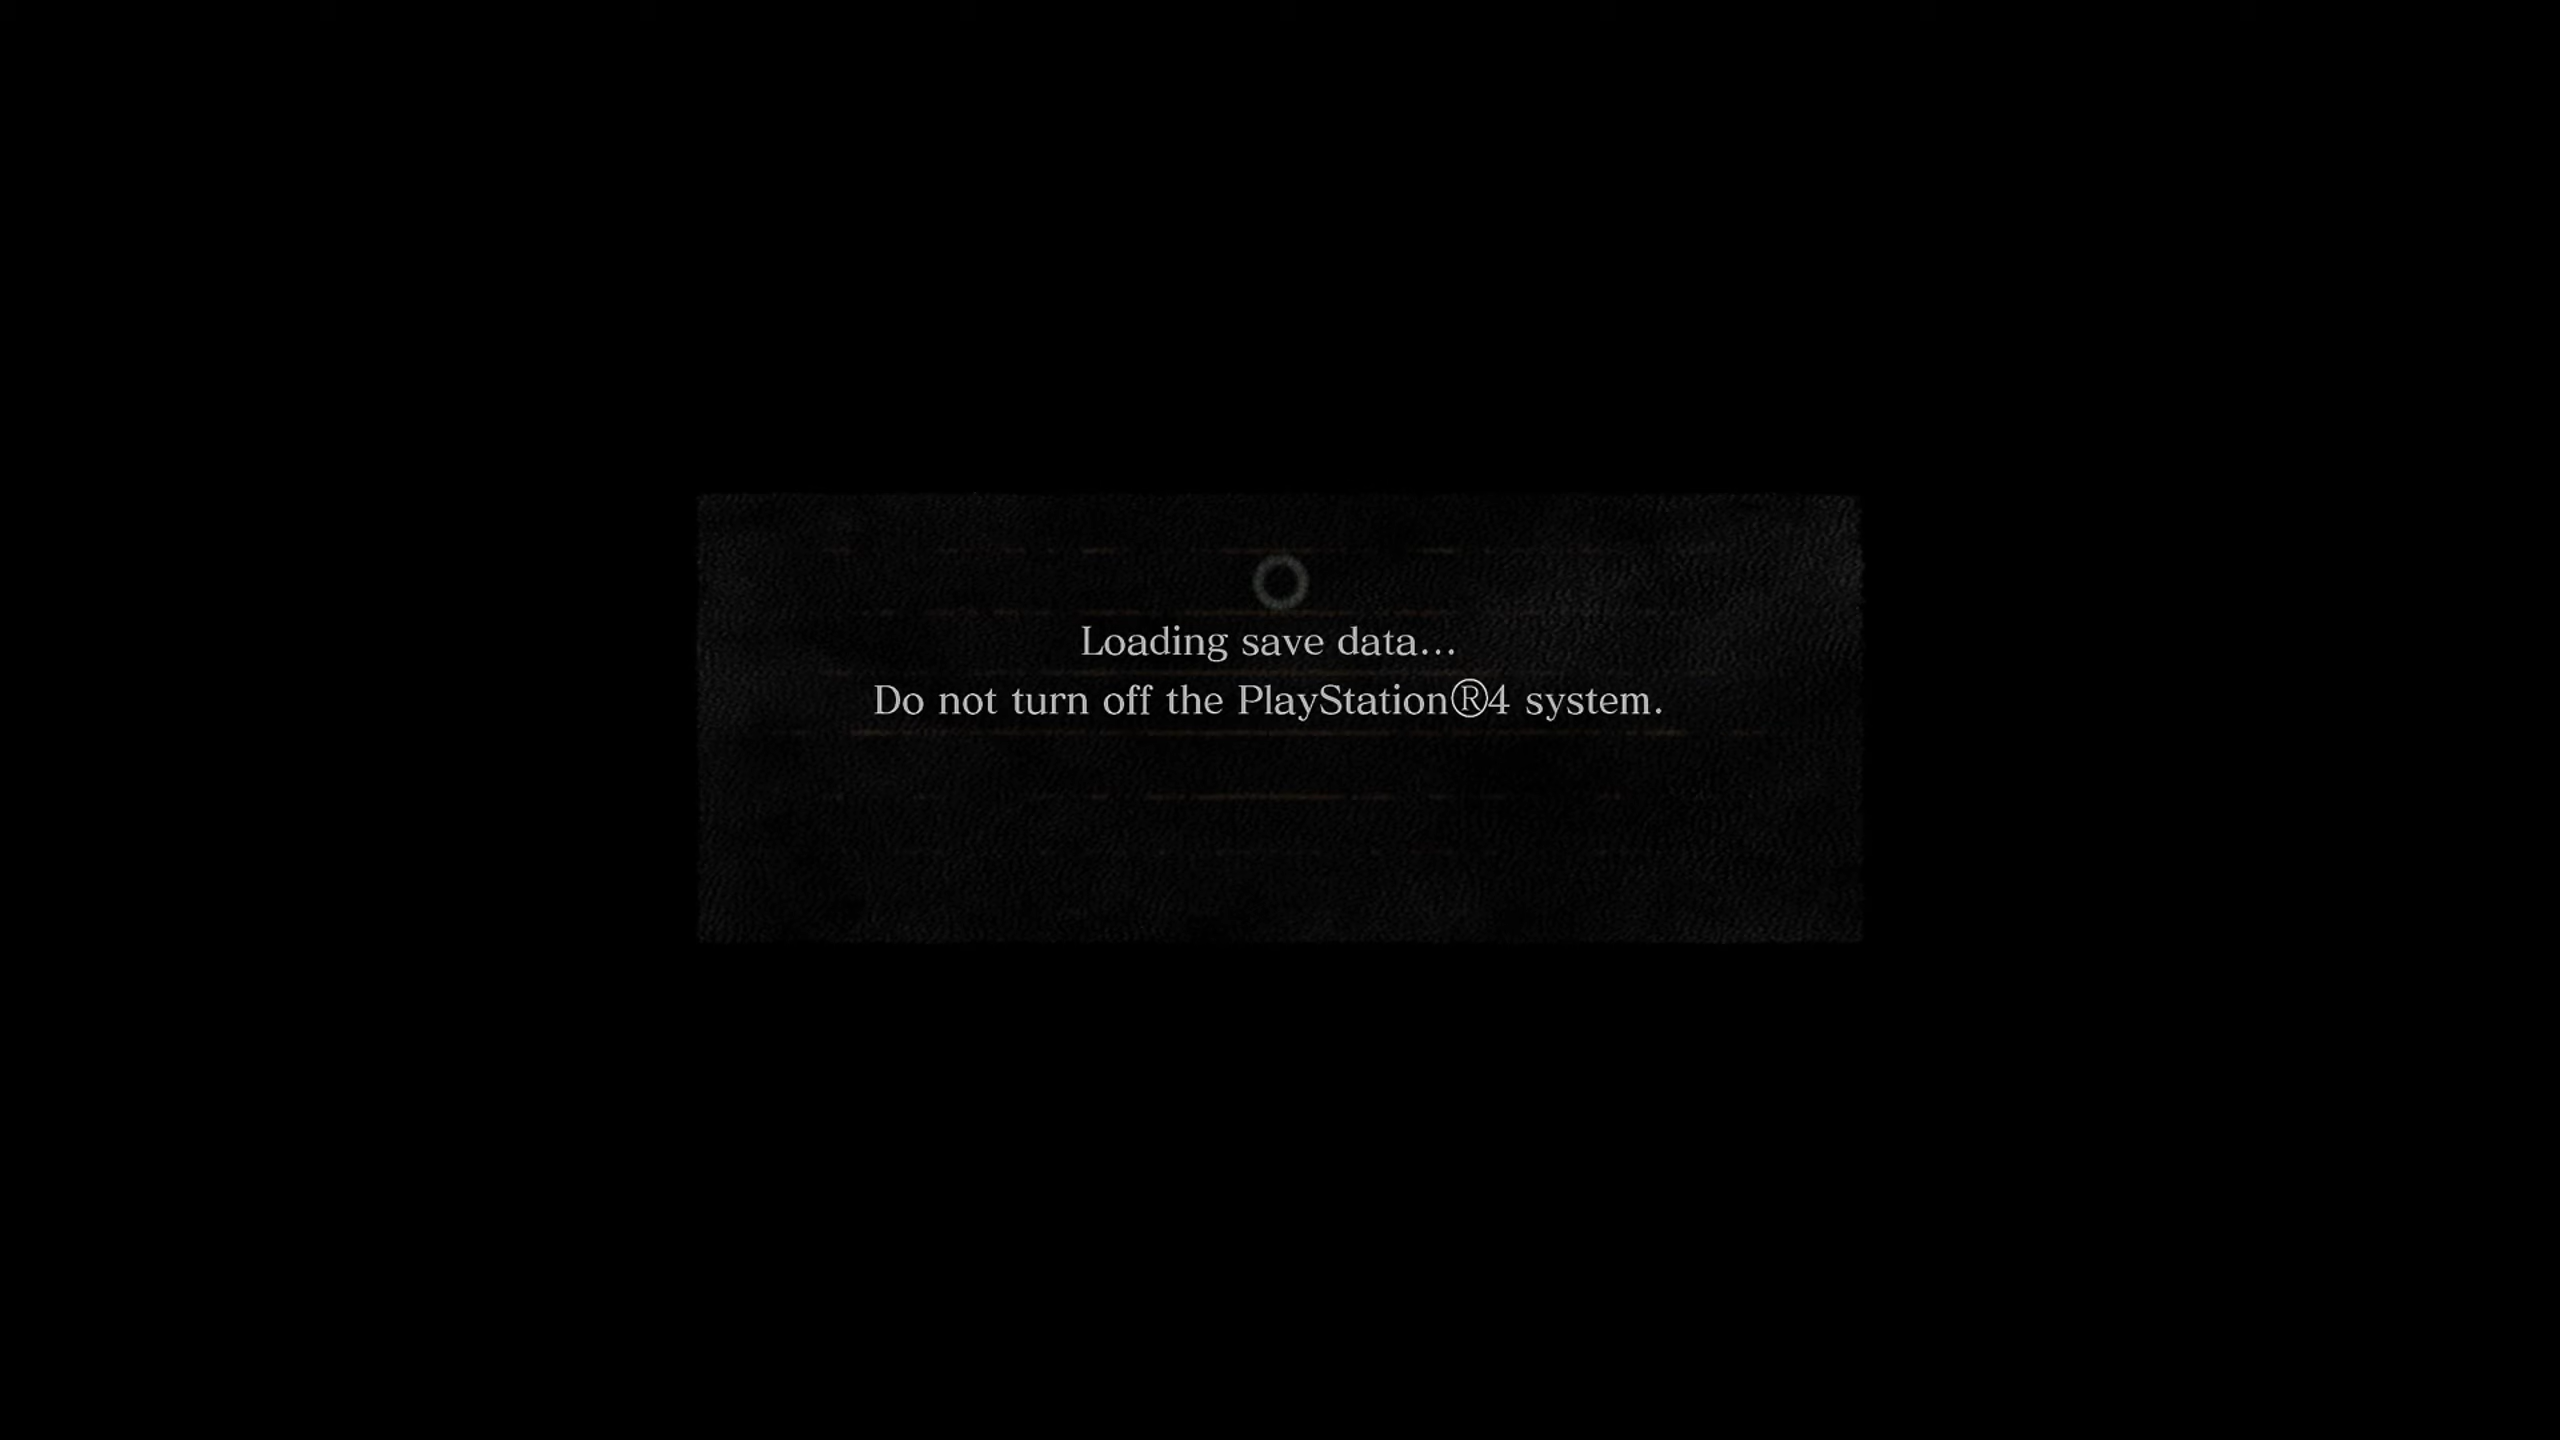 Loading save data...
Do not turn off the PlayStation®4 system.